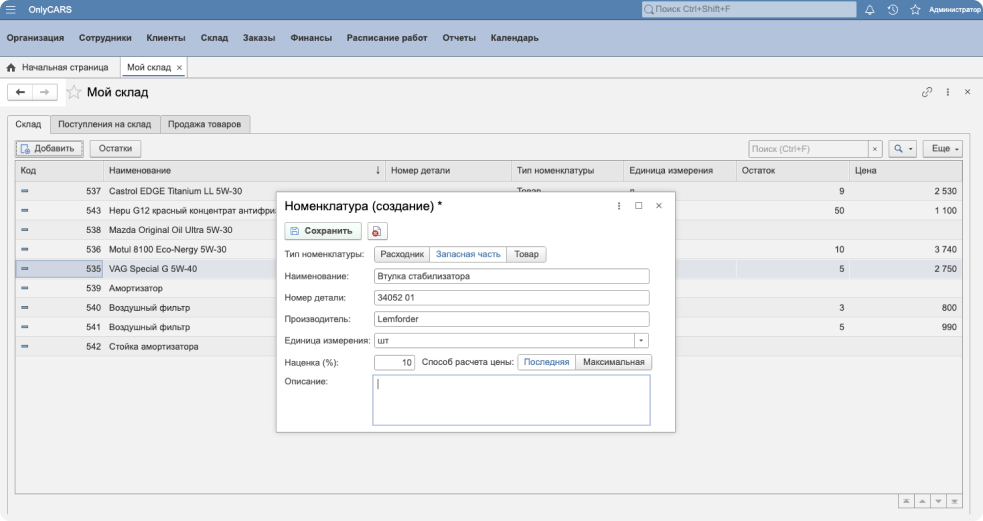 OnlyCARS
Поиск Ctrl+Shift+F
Администратор
Организация Сотрудники Клиенты Склад Заказы Финансы Расписание работ Отчеты Календарь
Начальная страница Мой склад ×
Мой склад
Склад Поступления на склад Продажа товаров
Добавить Остатки Поиск (Ctrl+F) × Еще
Код Наименование ↓ Номер детали Тип номенклатуры Единица измерения Остаток Цена
537 Castrol EDGE Titanium LL 5W-30 Товар л 9 2 530
543 Hepu G12 красный концентрат антифри 50 1 100
538 Mazda Original Oil Ultra 5W-30
536 Motul 8100 Eco-Nergy 5W-30 10 3 740
535 VAG Special G 5W-40 5 2 750
539 Амортизатор
540 Воздушный фильтр 3 800
541 Воздушный фильтр 5 990
542 Стойка амортизатора
Номенклатура (создание) *
Сохранить
Тип номенклатуры: Расходник Запасная часть Товар
Наименование: Втулка стабилизатора
Номер детали: 34052 01
Производитель: Lemforder
Единица измерения: шт
Наценка (%): 10 Способ расчета цены: Последняя Максимальная
Описание: